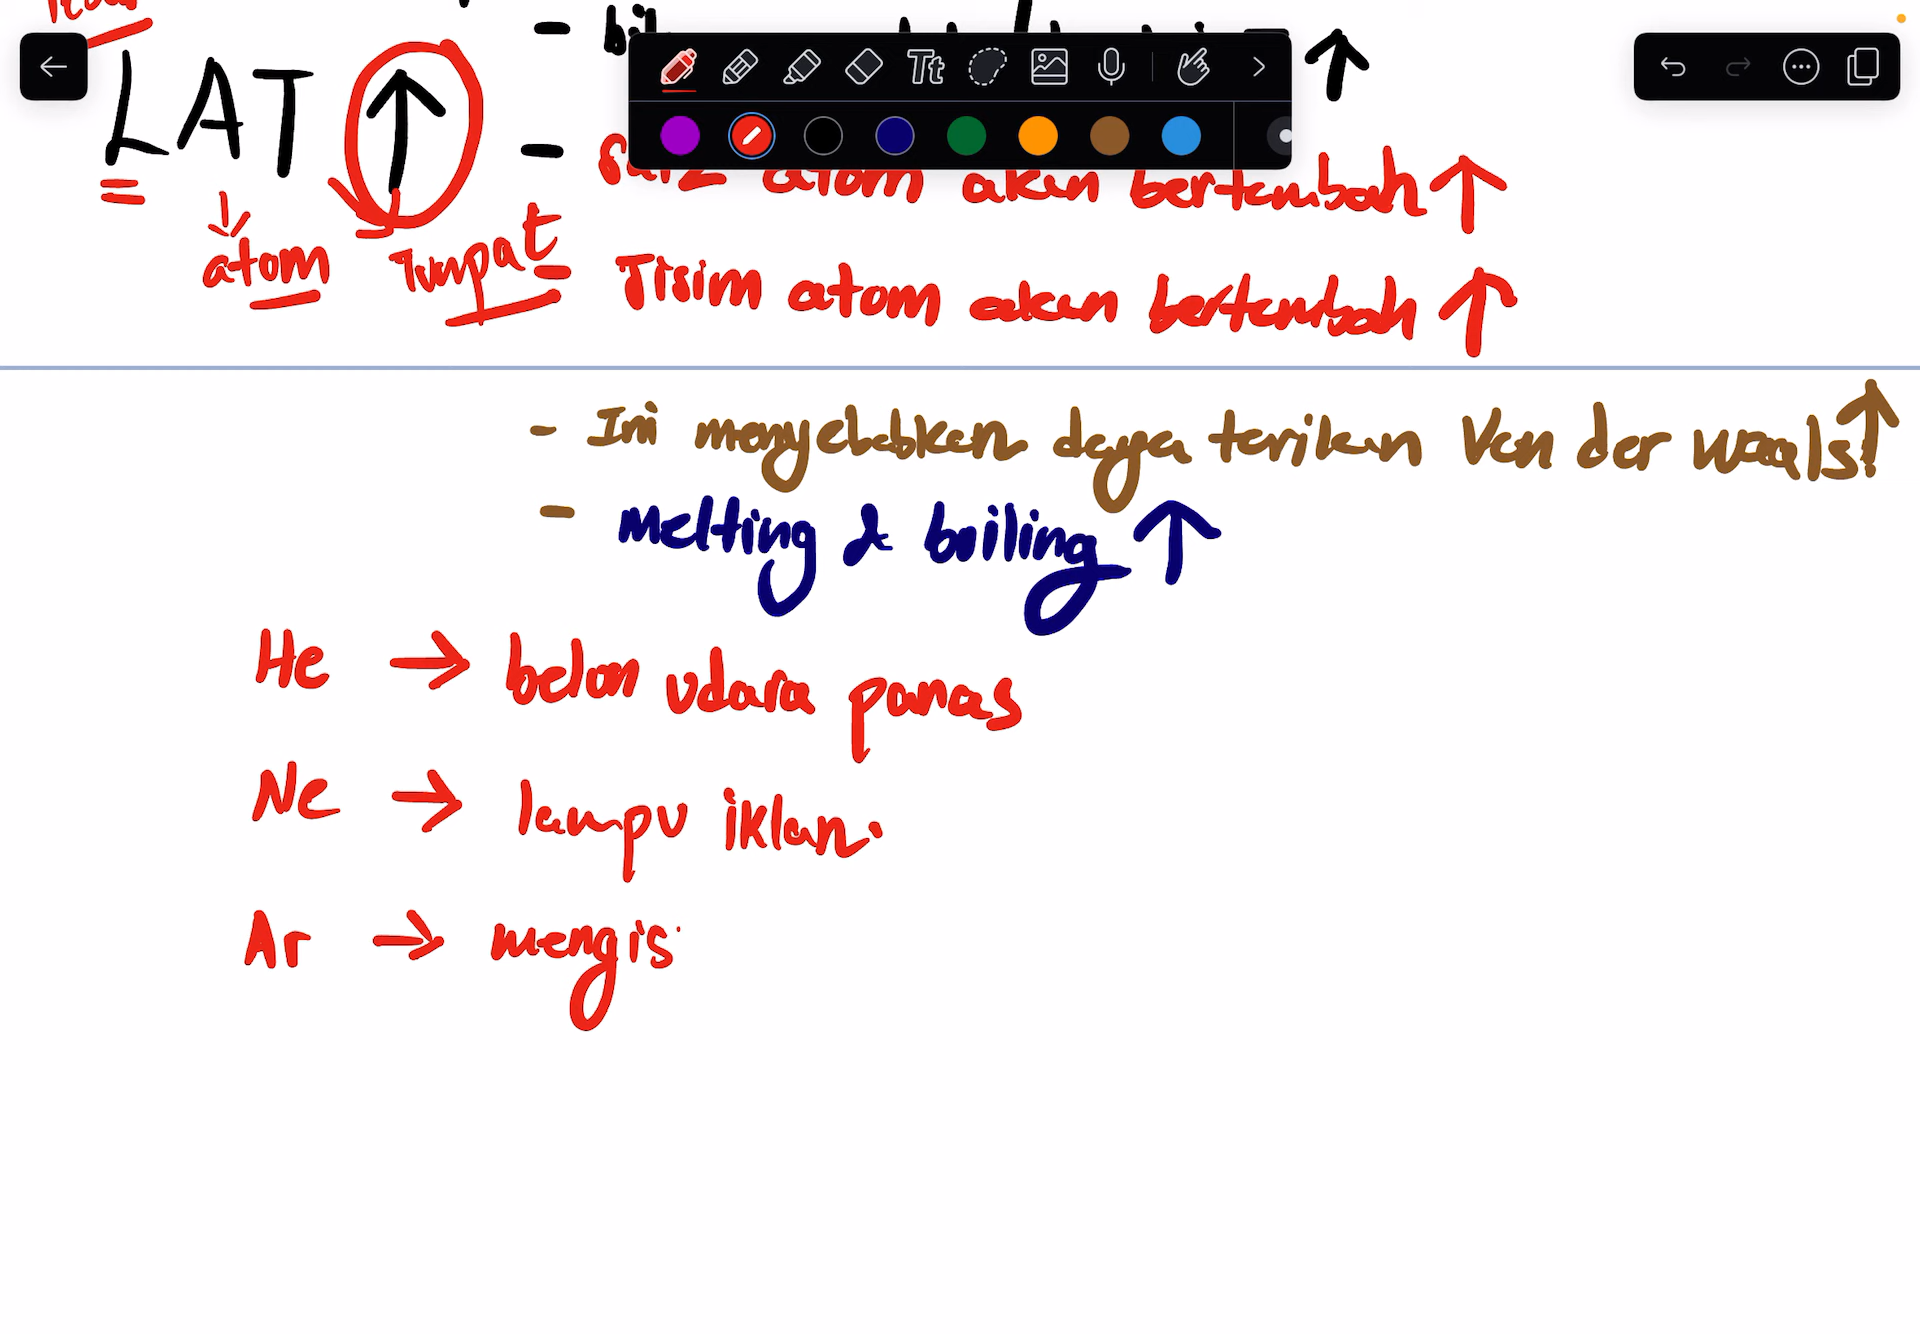 LAT ↑ - saiz atom akan bertambah ↑
atom Tumpat - Jisim atom akan bertambah ↑
- Ini menyebabkan daya tarikan Van der Waals ↑
- Melting & boiling ↑
He → belon udara panas
Ne → lampu iklan
Ar → mengis